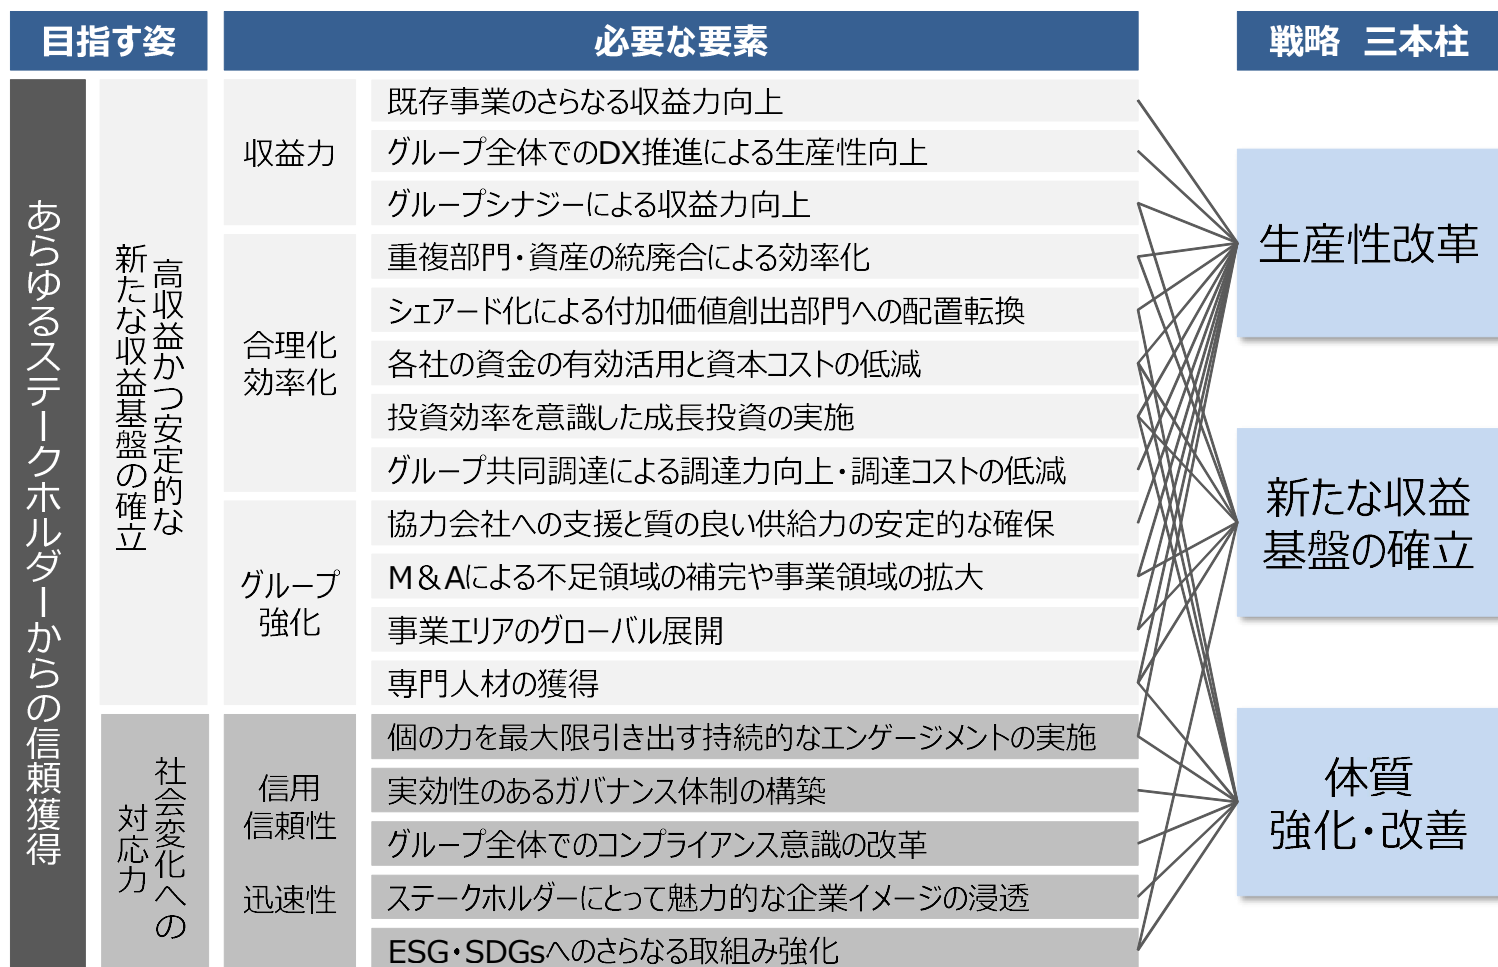 目指す姿
必要な要素
戦略 三本柱
あらゆるステークホルダーからの信頼獲得
高収益かつ安定的な
新たな収益基盤の確立
収益力
既存事業のさらなる収益力向上
グループ全体でのDX推進による生産性向上
グループシナジーによる収益力向上
合理化
効率化
重複部門・資産の統廃合による効率化
シェアード化による付加価値創出部門への配置転換
各社の資金の有効活用と資本コストの低減
投資効率を意識した成長投資の実施
グループ共同調達による調達力向上・調達コストの低減
グループ
強化
協力会社への支援と質の良い供給力の安定的な確保
M&Aによる不足領域の補完や事業領域の拡大
事業エリアのグローバル展開
専門人材の獲得
社会変化への
対応力
信用
信頼性
迅速性
個の力を最大限引き出す持続的なエンゲージメントの実施
実効性のあるガバナンス体制の構築
グループ全体でのコンプライアンス意識の改革
ステークホルダーにとって魅力的な企業イメージの浸透
ESG・SDGsへのさらなる取組み強化
生産性改革
新たな収益
基盤の確立
体質
強化・改善